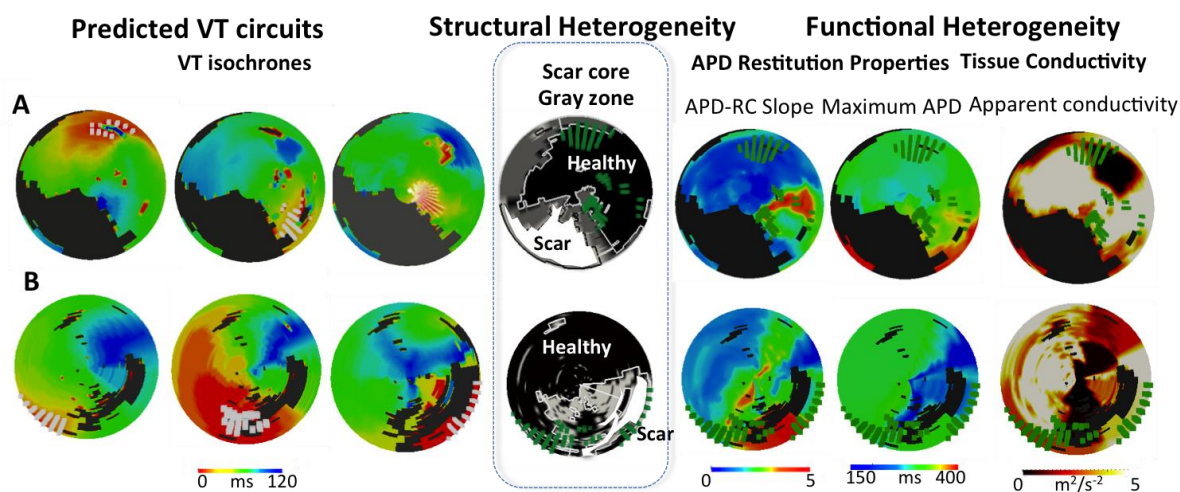 Predicted VT circuits Structural Heterogeneity Functional Heterogeneity
VT isochrones Scar core APD Restitution Properties Tissue Conductivity
Gray zone
A APD-RC Slope Maximum APD Apparent conductivity
Healthy
Scar
B
Healthy
Scar
0 ms 120 0 5 150 ms 400 0 m²/s⁻² 5